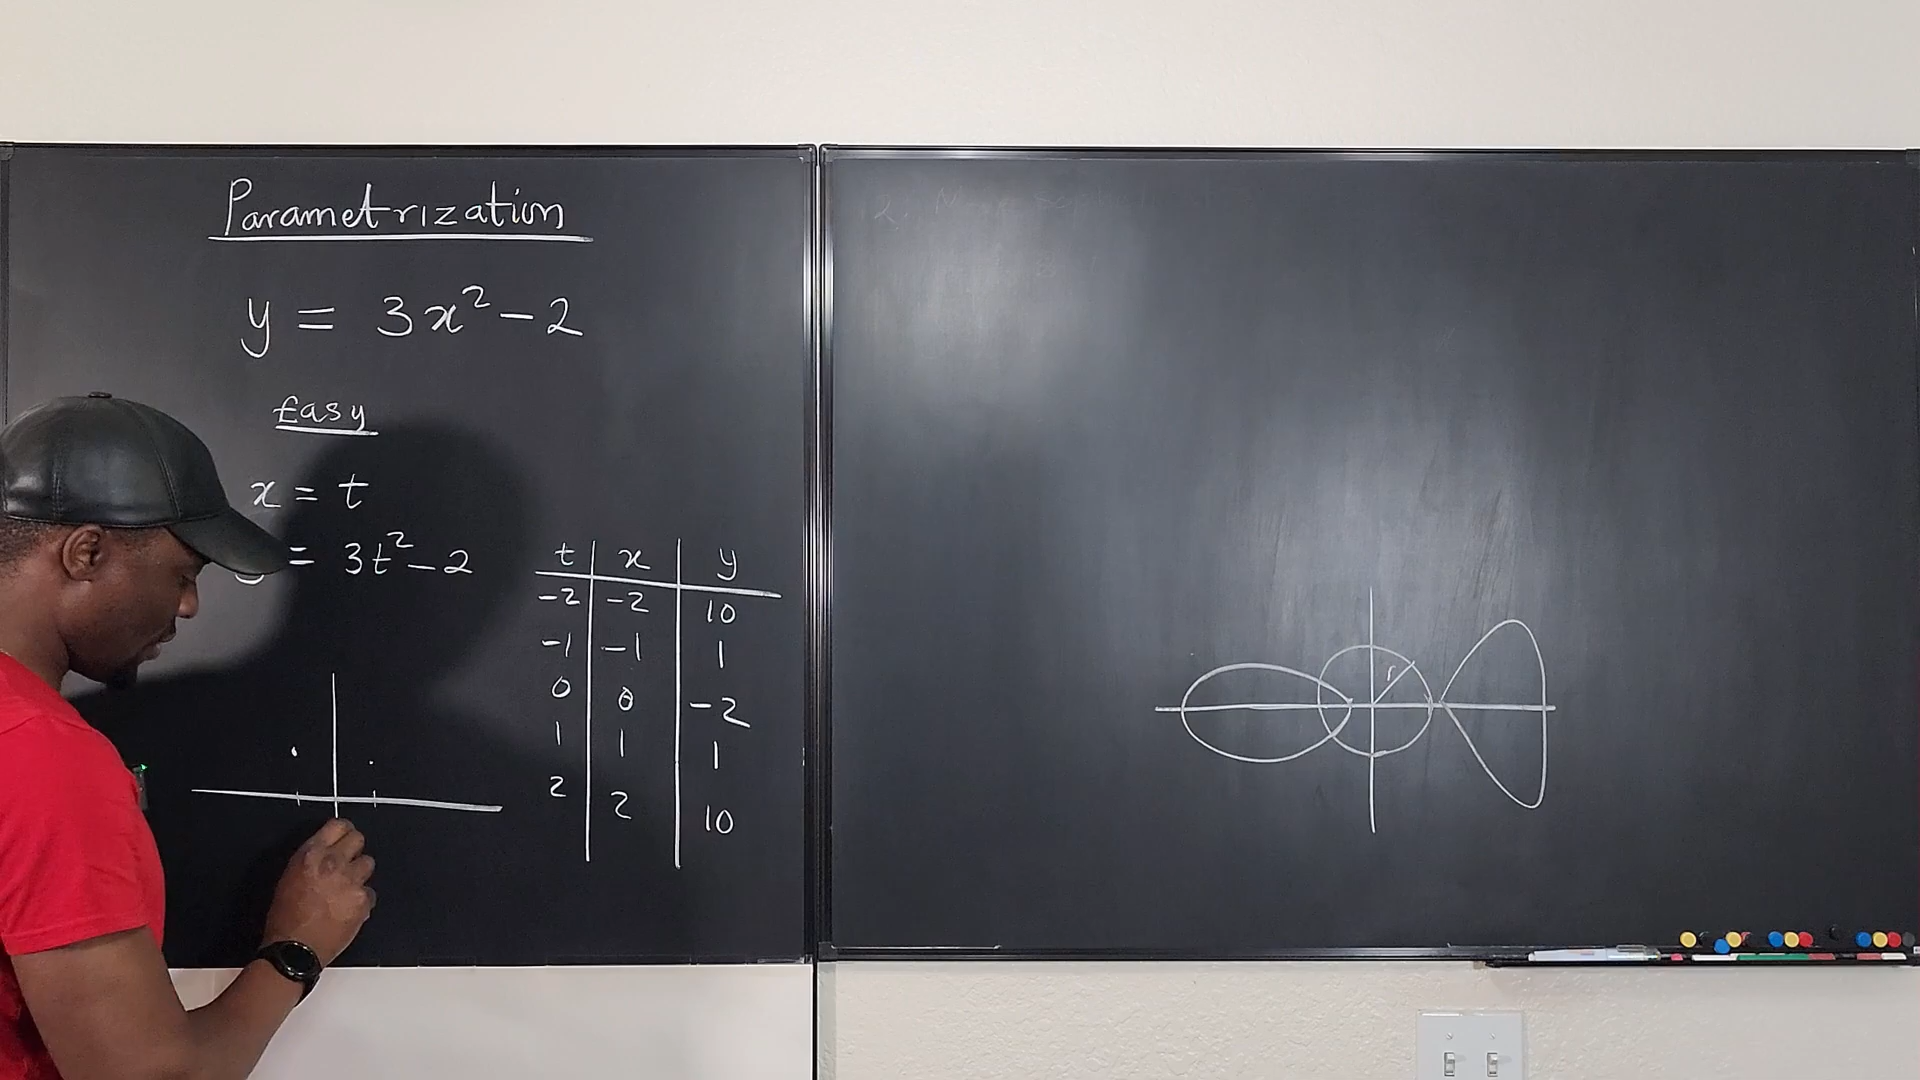 Parametrization
y = 3x² - 2
Easy
x = t
= 3t² - 2
t x y
-2 -2 10
-1 -1 1
0 0 -2
1 1 1
2 2 10
r